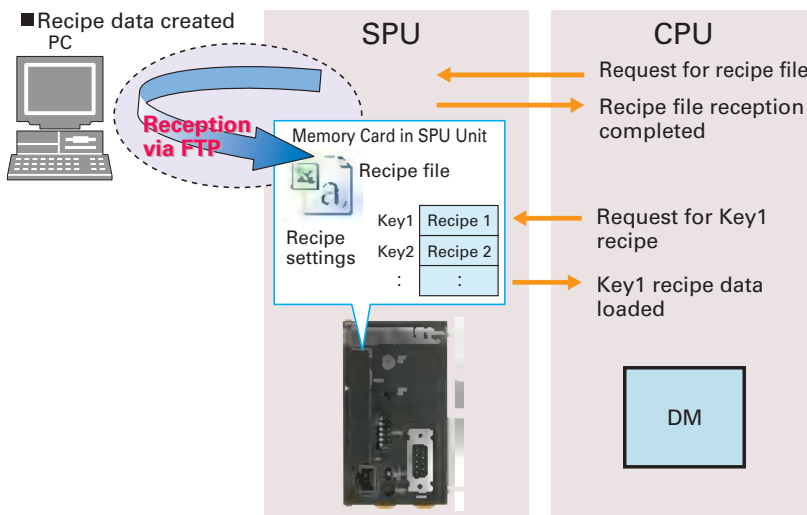 ■Recipe data created
PC
SPU
CPU
Request for recipe file
Recipe file reception
completed
Reception
via FTP
Memory Card in SPU Unit
Recipe file
a,
Recipe
settings
Key1 Recipe 1
Key2 Recipe 2
: :
Request for Key1
recipe
Key1 recipe data
loaded
DM